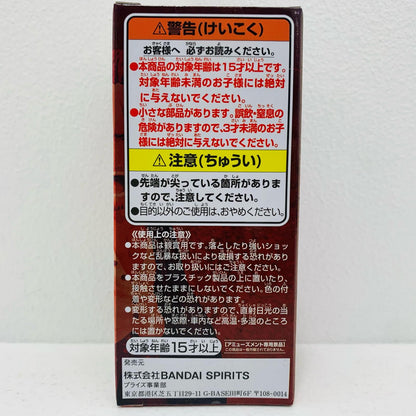 ⚠警告(けいこく)
お客様へ 必ずお読みください。
●本商品の対象年齢は15才以上です。
対象年齢未満のお子様には絶対
に与えないでください。
●小さな部品があります。誤飲・窒息の
危険がありますので、3才未満のお子
様には絶対に与えないでください。
⚠注意(ちゅうい)
●先端が尖っている箇所がありま
すので、注意してください。
●目的以外のご使用は、おやめください。
《使用上の注意》
●本商品は観賞用です。落としたり強いショッ
クなど乱暴な扱いにより破損する恐れがあり
ますので、お取り扱いにはご注意ください。
●本商品をプラスチック製品の上に置いたり、
接触させたままにしないでください。色の付
着や変形などの恐れがあります。
●変形する恐れがありますので、直射日光の当
たる場所や窓際・車内など高温・多湿のところ
には置かないでください。
対象年齢15才以上
【アミューズメント専用景品】
発売元
株式会社BANDAI SPIRITS
プライズ事業部
東京都港区芝五丁目29-11 G-BASE田町6F 〒108-0014